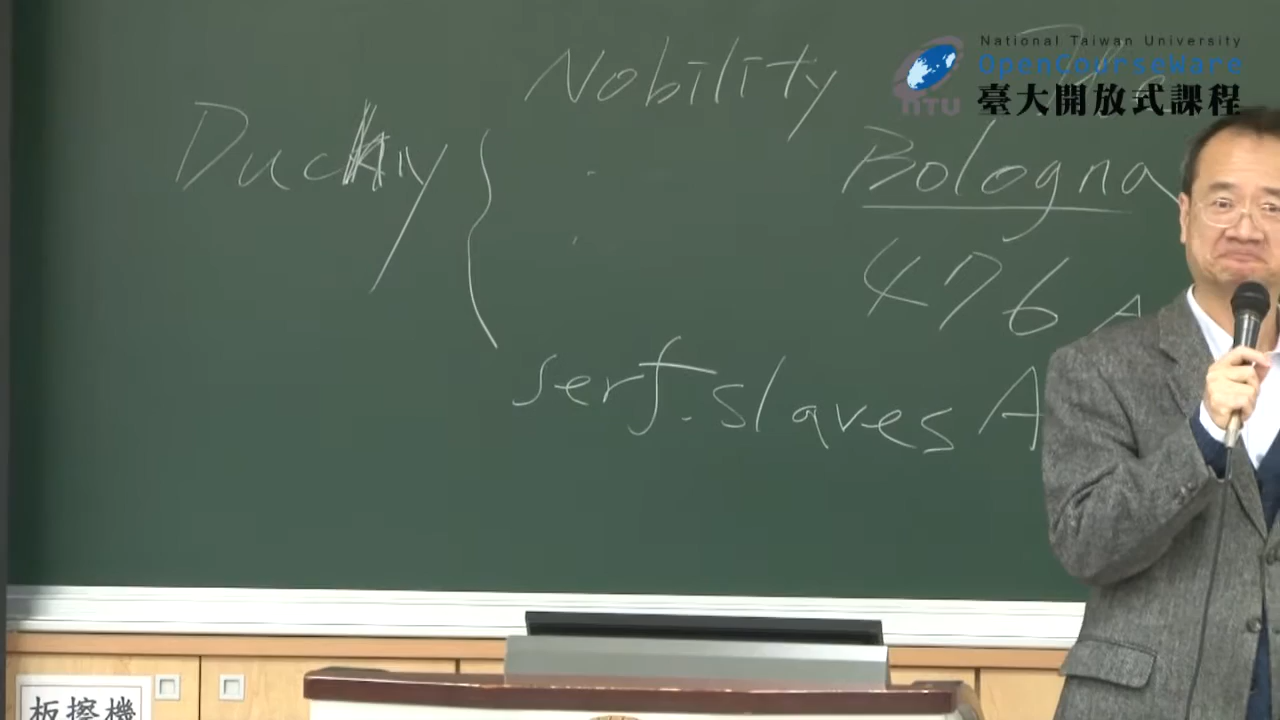 National Taiwan University
OpenCourseWare
臺大開放式課程
NTU
Nobility
Duchy
Bologna
476 A
serf.slaves A
板擦機